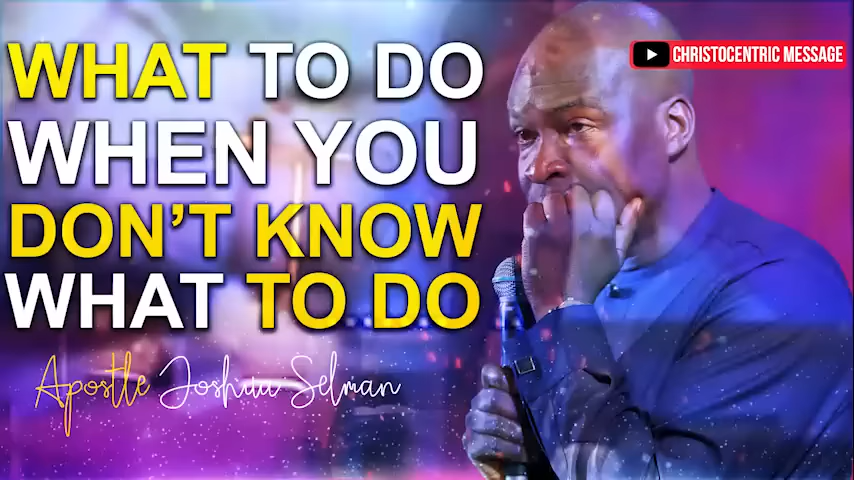 WHAT TO DO
WHEN YOU
DON'T KNOW
WHAT TO DO
Apostle Joshua Selman
CHRISTOCENTRIC MESSAGE